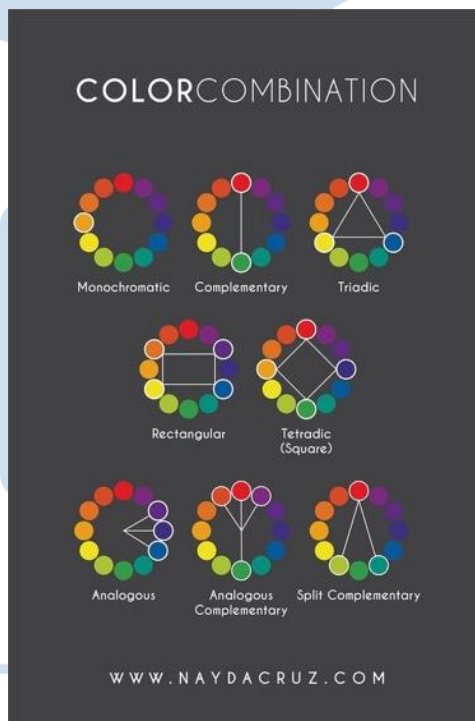 COLORCOMBINATION
Monochromatic
Complementary
Triadic
Rectangular
Tetradic
(Square)
Analogous
Analogous
Complementary
Split Complementary
WWW.NAYDACRUZ.COM